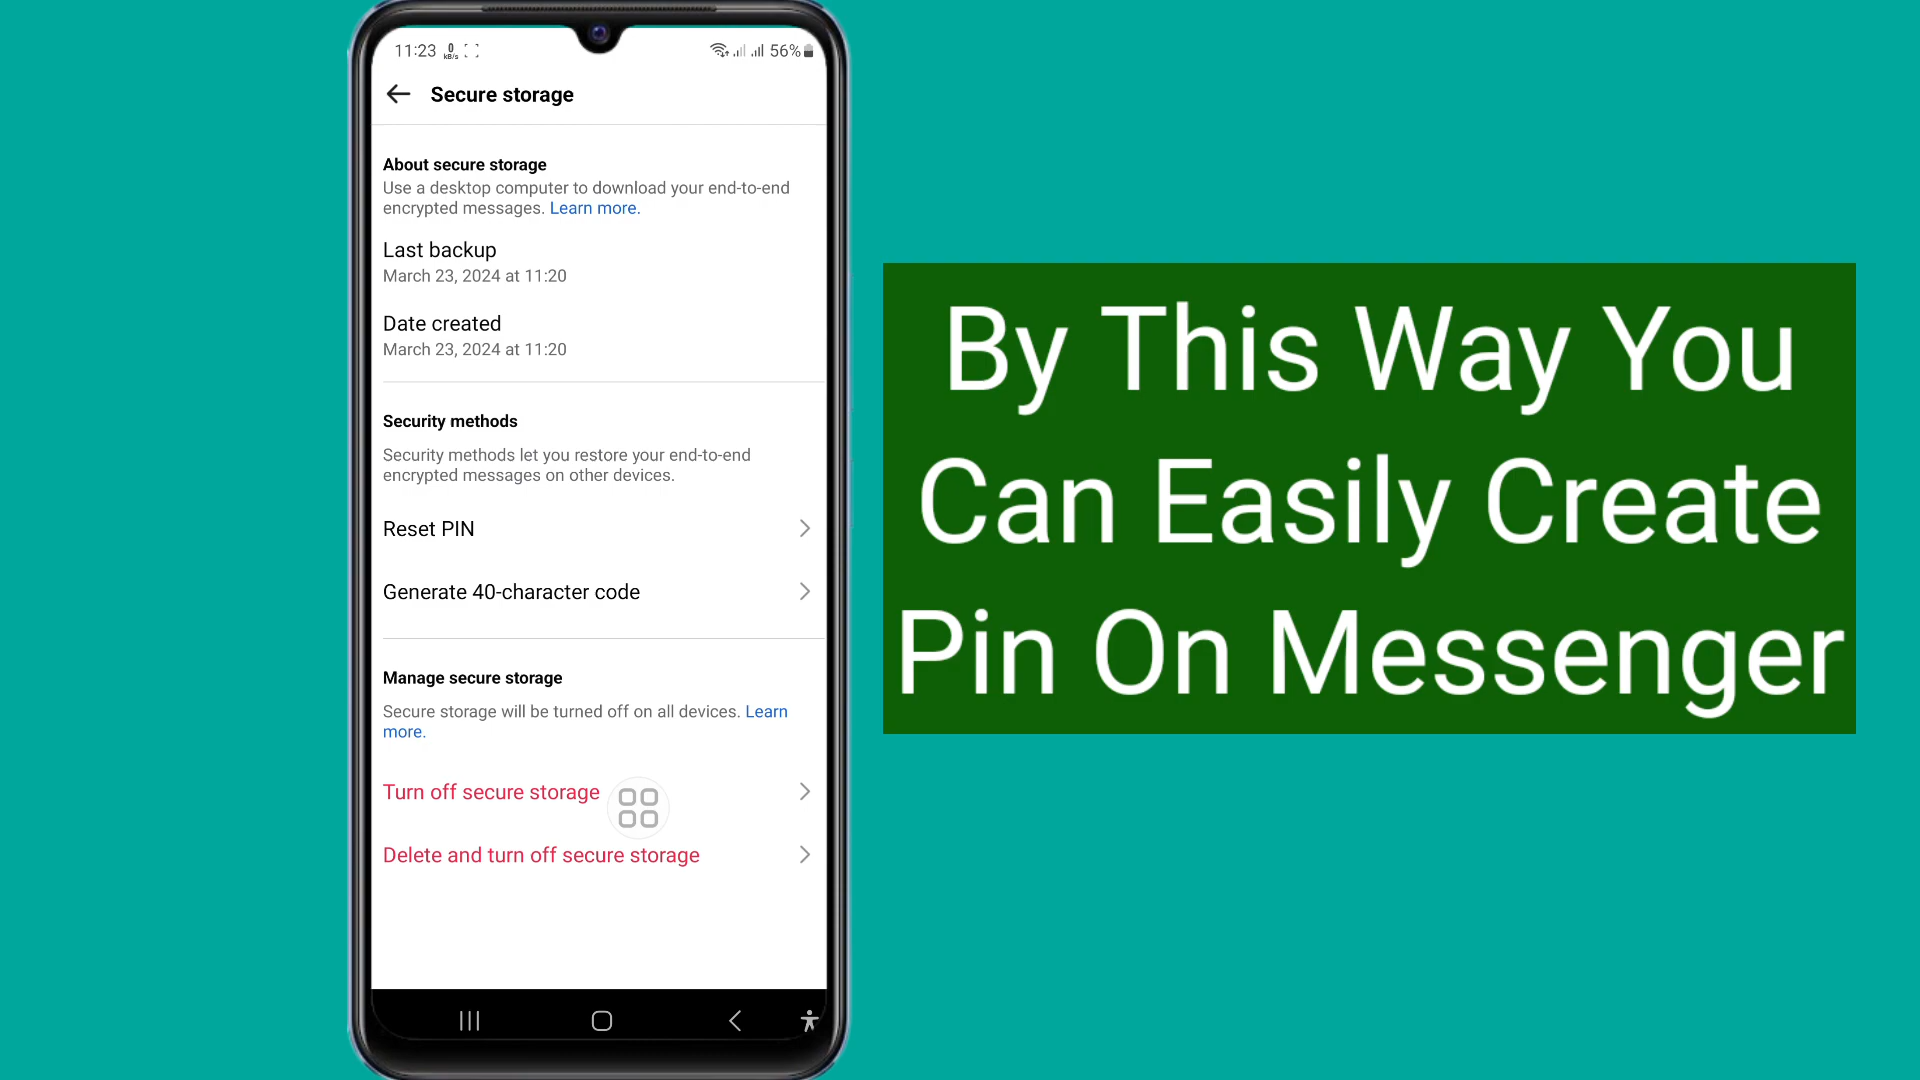 11:23 0 kB/s 56%
Secure storage
About secure storage
Use a desktop computer to download your end-to-end
encrypted messages. Learn more.
Last backup
March 23, 2024 at 11:20
Date created
March 23, 2024 at 11:20
Security methods
Security methods let you restore your end-to-end
encrypted messages on other devices.
Reset PIN
Generate 40-character code
Manage secure storage
Secure storage will be turned off on all devices. Learn
more.
Turn off secure storage
Delete and turn off secure storage
By This Way You
Can Easily Create
Pin On Messenger